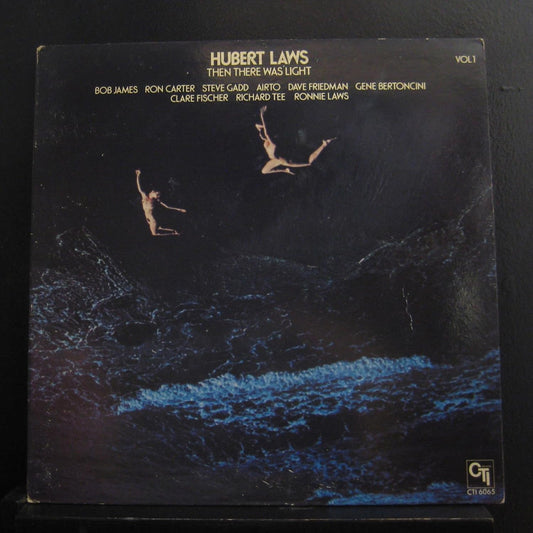 HUBERT LAWS
VOL 1
THEN THERE WAS LIGHT
BOB JAMES RON CARTER STEVE GADD AIRTO DAVE FRIEDMAN GENE BERTONCINI
CLARE FISCHER RICHARD TEE RONNIE LAWS
CTI
CTI 6065